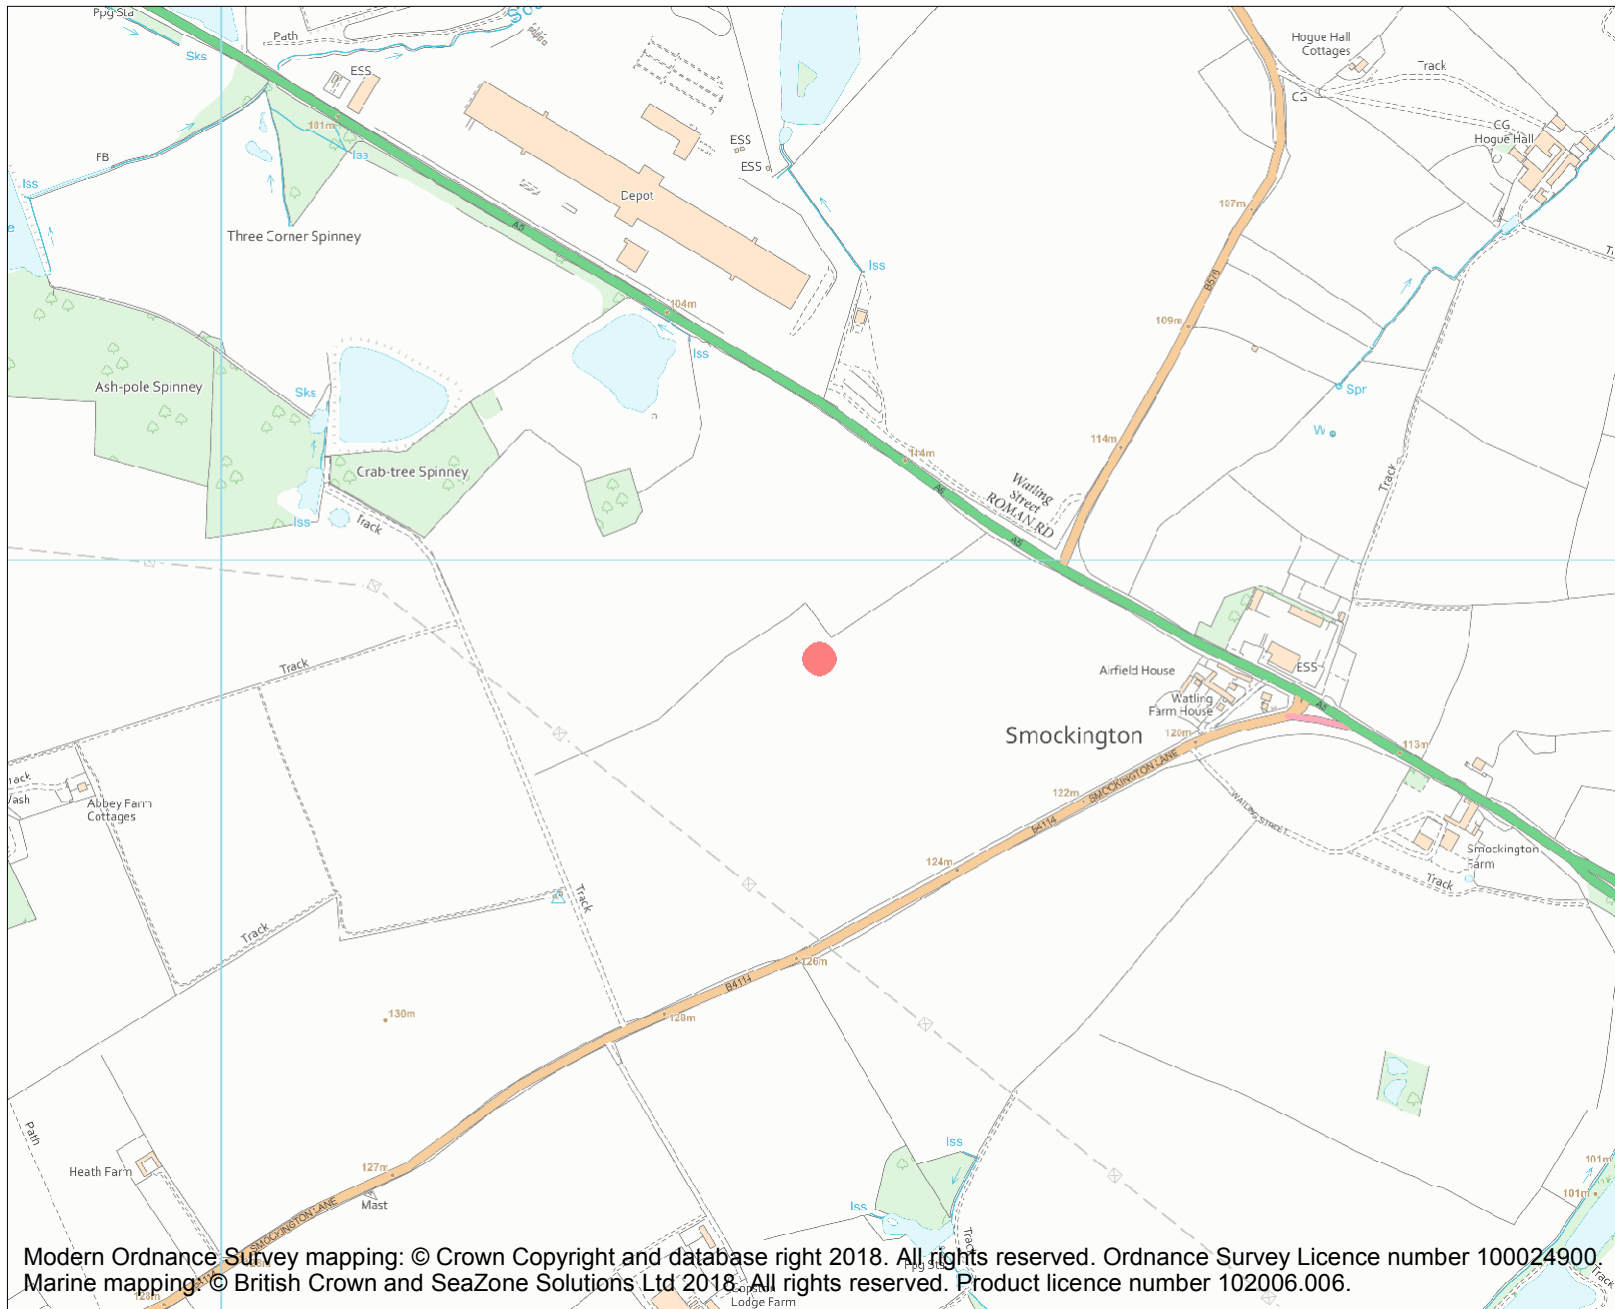 Ppg Sta
Path
Sks
ESS
Hogue Hall
Cottages
Track
CG
101m
Iss
FB
Iss
ESS
ESS
CG
Hogue Hall
Depot
Three Corner Spinney
A5
107m
Iss
B578
104m
109m
Iss
Ash-pole Spinney
Sks
Spr
W
114m
114m
Crab-tree Spinney
Track
A5
Watling
Street
ROMAN RD
Iss
Track
A5
Track
Airfield House
ESS
Watling
Farm House
A5
Smockington
120m
113m
SMOCKINGTON LANE
122m
WATLING STREET
B4114
Abbey Farm
Cottages
124m
Smockington
Farm
Track
Track
Track
126m
B4114
130m
128m
Path
Iss
Heath Farm
127m
Mast
101m
101m
Iss
SMOCKINGTON LANE
Track
Modern Ordnance Survey mapping: © Crown Copyright and database right 2018. All rights reserved. Ordnance Survey Licence number 100024900.
Ppg Sta
Track
Marine mapping: © British Crown and SeaZone Solutions Ltd 2018. All rights reserved. Product licence number 102006.006.
Lodge Farm